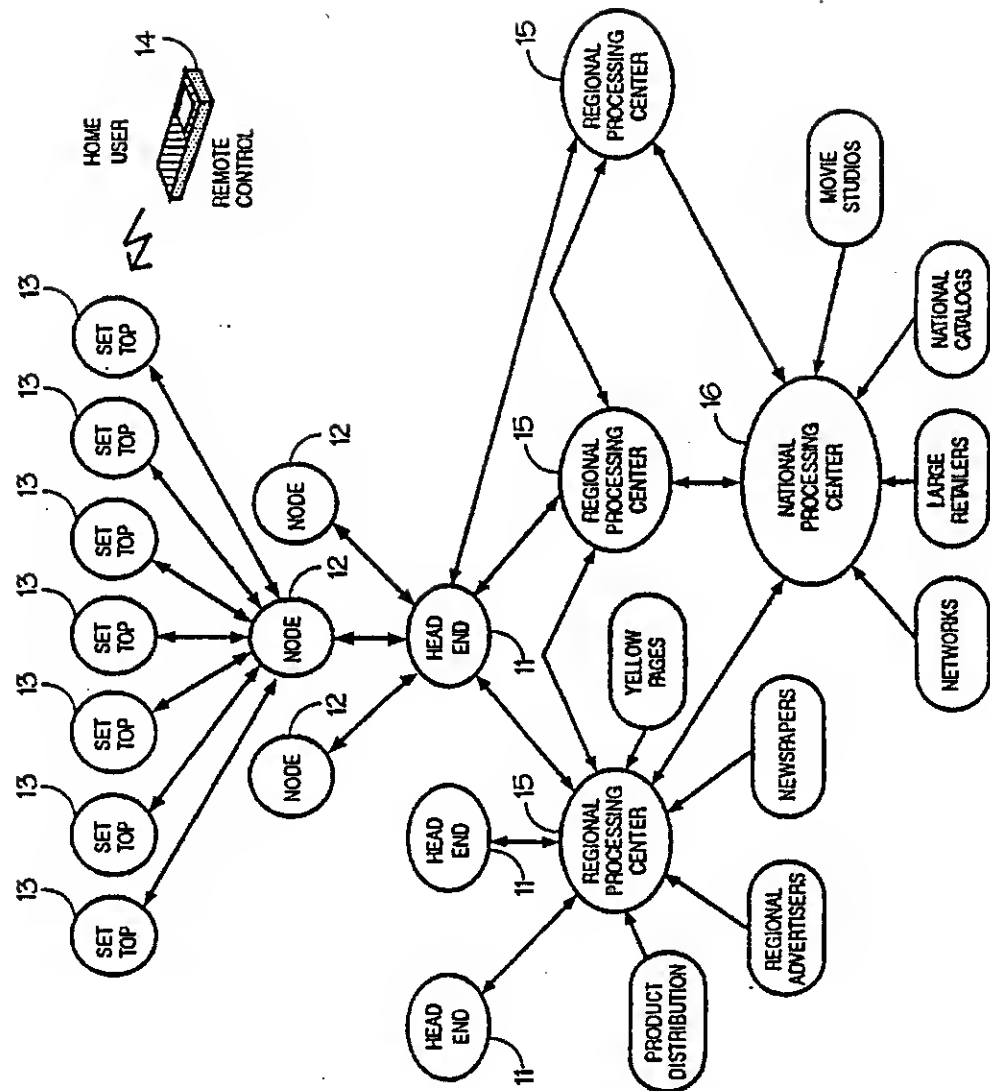 HOME
USER
14
REMOTE
CONTROL
13
SET
TOP
13
SET
TOP
13
SET
TOP
13
SET
TOP
13
SET
TOP
13
SET
TOP
13
SET
TOP
12
NODE
12
NODE
12
NODE
HEAD
END
11
HEAD
END
11
HEAD
END
11
15
REGIONAL
PROCESSING
CENTER
15
REGIONAL
PROCESSING
CENTER
15
REGIONAL
PROCESSING
CENTER
YELLOW
PAGES
NEWSPAPERS
REGIONAL
ADVERTISERS
PRODUCT
DISTRIBUTION
16
NATIONAL
PROCESSING
CENTER
NETWORKS
LARGE
RETAILERS
NATIONAL
CATALOGS
MOVIE
STUDIOS